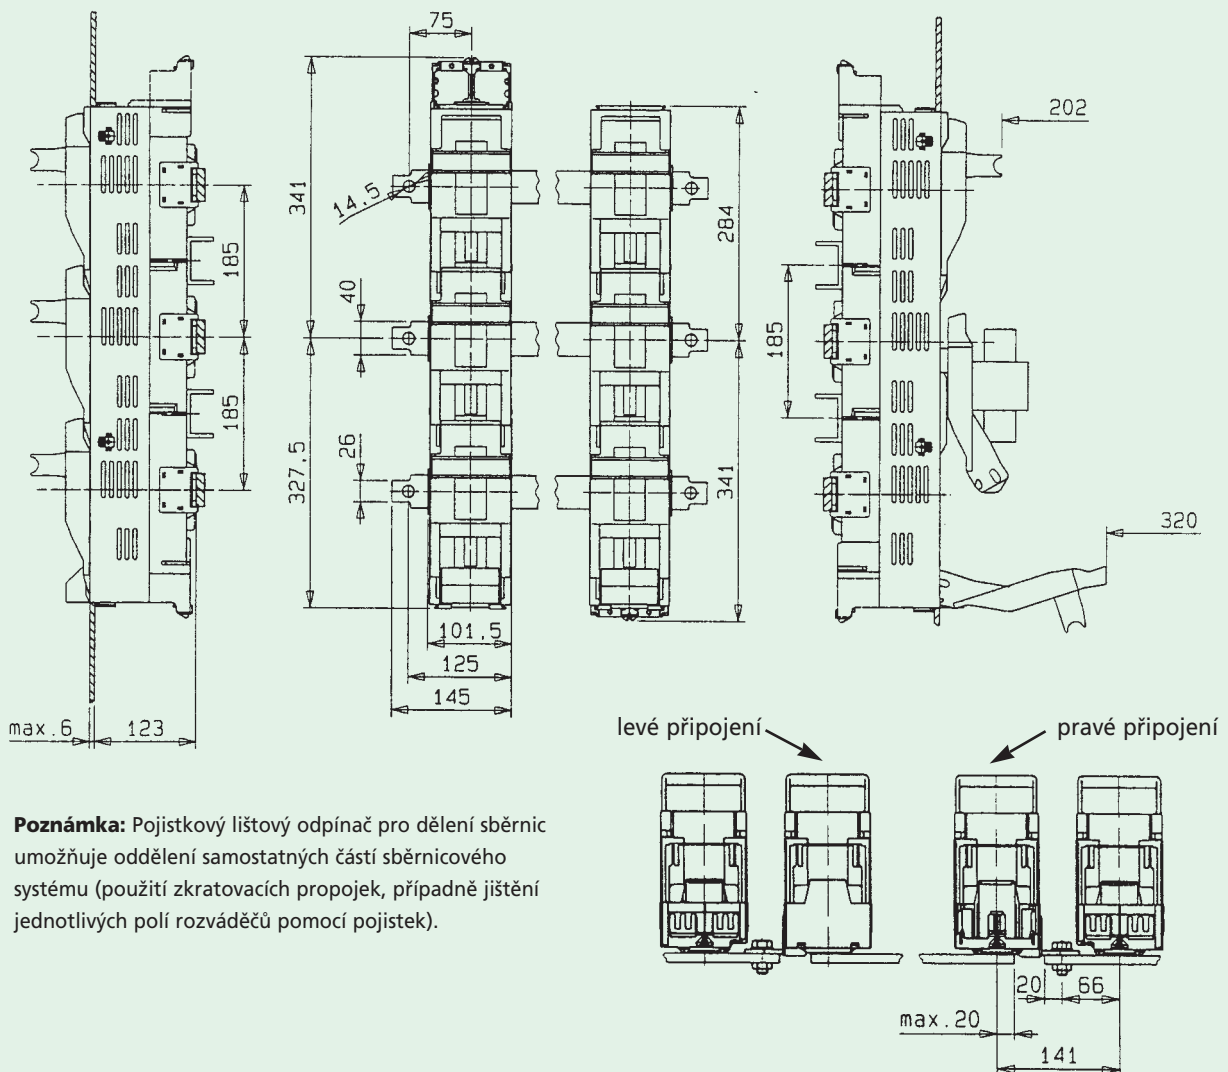 75
202
341
14,5
284
185
40
185
185
26
327,5
341
320
101,5
125
145
max.6
123
levé připojení
pravé připojení
Poznámka: Pojistkový lištový odpínač pro dělení sběrnic
umožňuje oddělení samostatných částí sběrnicového
systému (použití zkratovacích propojek, případně jištění
jednotlivých polí rozváděčů pomocí pojistek).
20
66
max.20
141